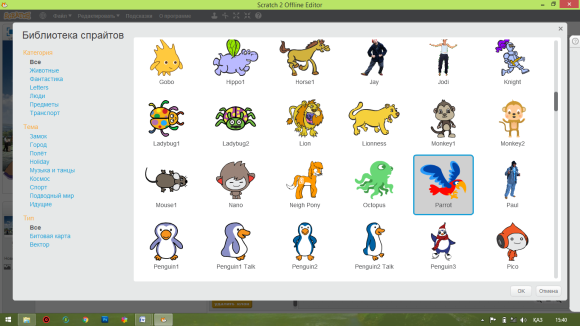 Scratch 2 Offline Editor
Файл Редактировать Подсказки О программе
Библиотека спрайтов
Категория
Все
Животные
Фантастика
Letters
Люди
Предметы
Транспорт
Тема
Замок
Город
Полёт
Holiday
Музыка и танцы
Космос
Спорт
Подводный мир
Идущие
Тип
Все
Битовая карта
Вектор
Gobo Hippo1 Horse1 Jay Jodi Knight
Ladybug1 Ladybug2 Lion Lionness Monkey1 Monkey2
Mouse1 Nano Neigh Pony Octopus Parrot Paul
Penguin1 Penguin1 Talk Penguin2 Penguin2 Talk Penguin3 Pico
OK Отмена
ҚАЗ 15:40